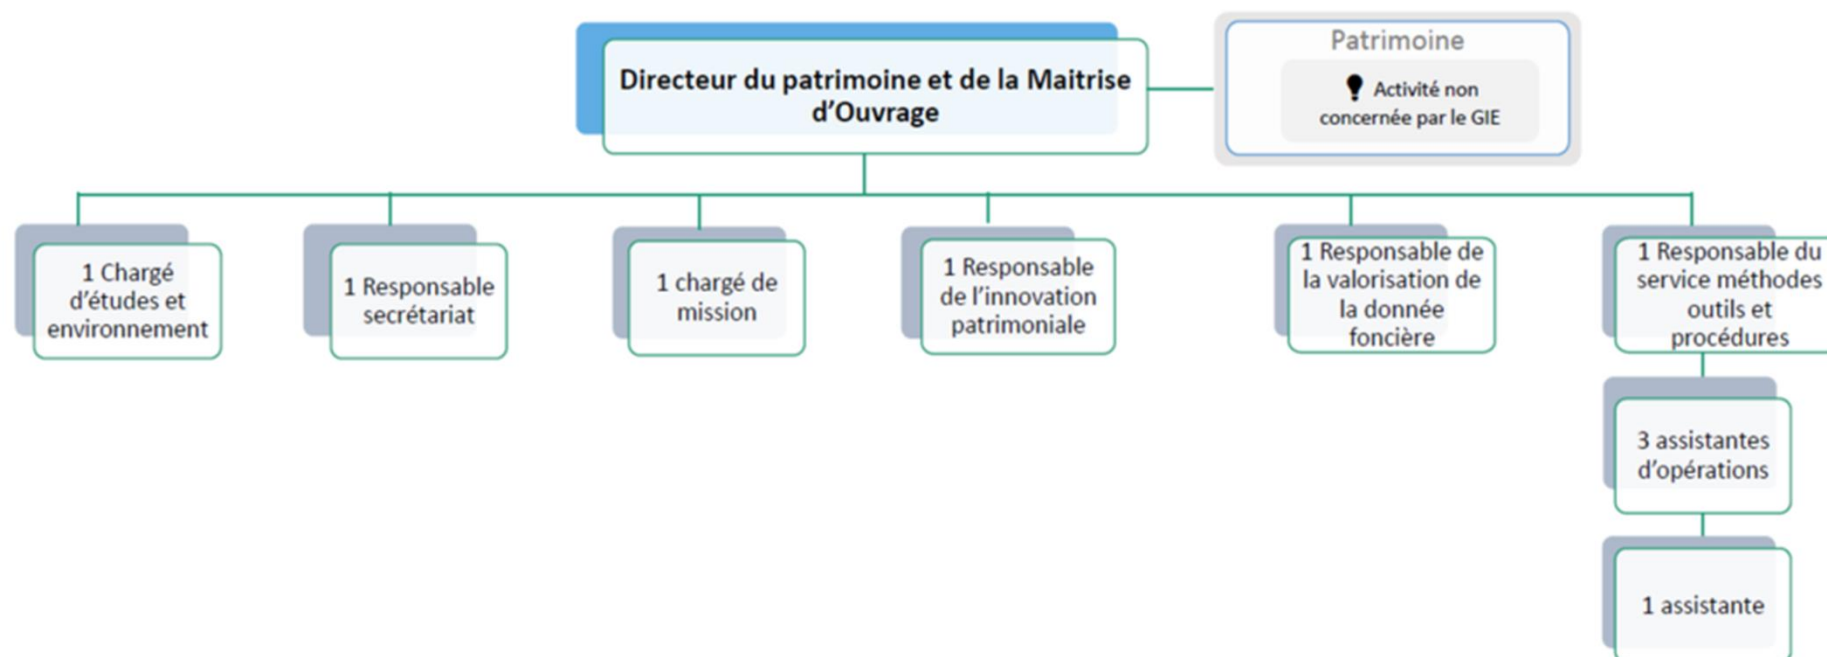 Directeur du patrimoine et de la Maitrise
d’Ouvrage
Patrimoine
Activité non
concernée par le GIE
1 Chargé
d’études et
environnement
1 Responsable
secrétariat
1 chargé de
mission
1 Responsable
de l’innovation
patrimoniale
1 Responsable de
la valorisation de
la donnée
foncière
1 Responsable du
service méthodes
outils et
procédures
3 assistantes
d’opérations
1 assistante